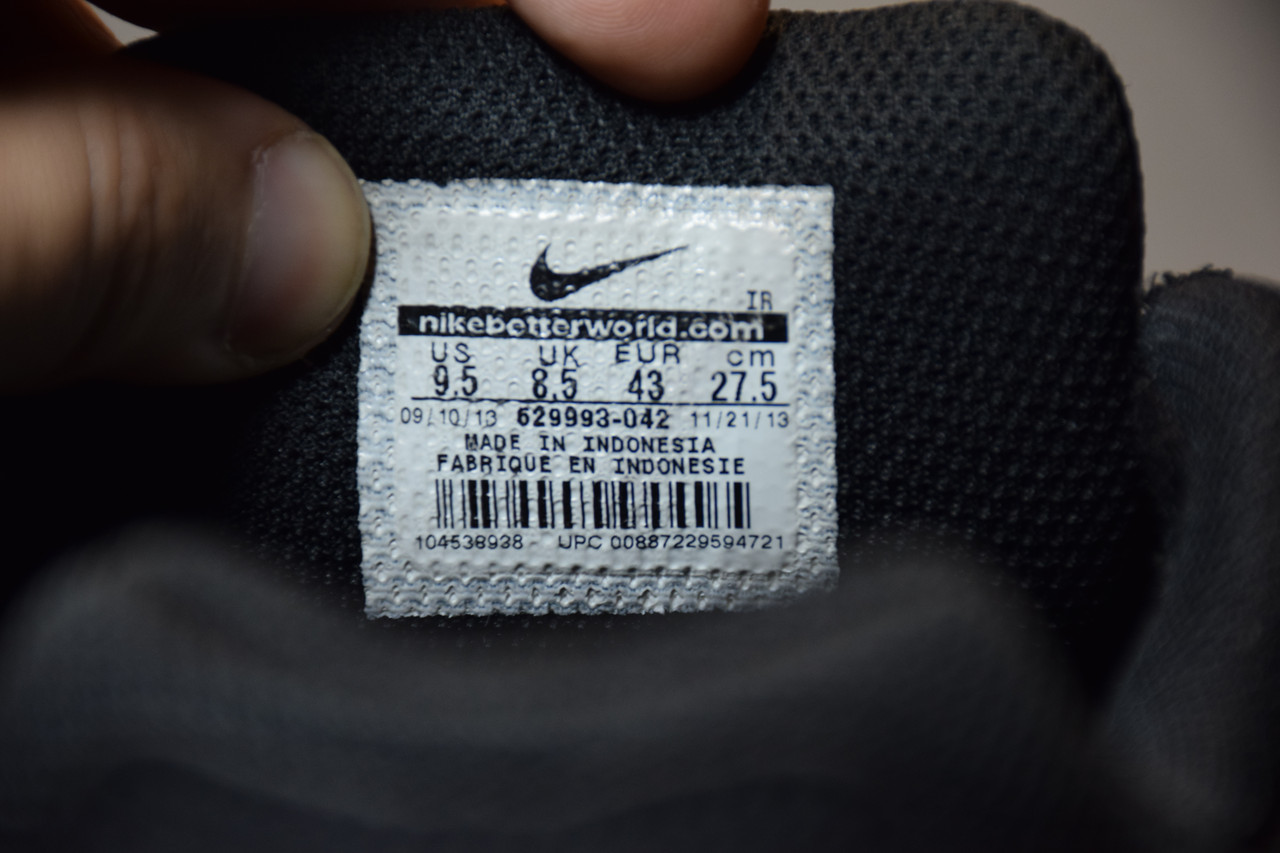 IR
nikebetterworld.com
US UK EUR cm
9.5 8.5 43 27.5
09/10/13 629993-042 11/21/13
MADE IN INDONESIA
FABRIQUE EN INDONESIE
104538938 - UPC 00887229594721